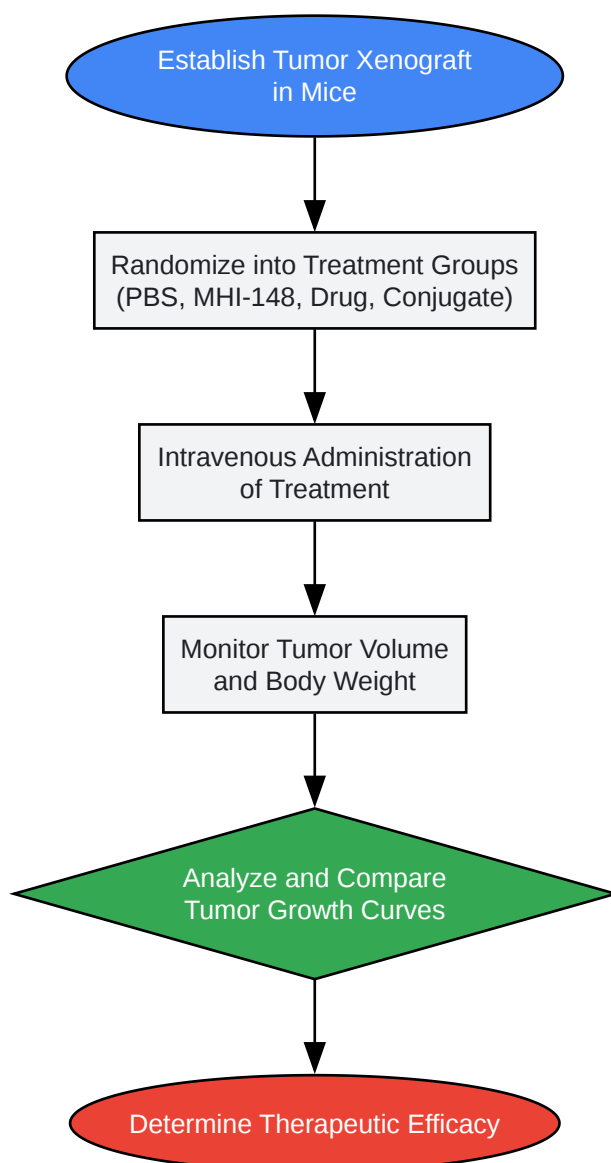 Establish Tumor Xenograft
in Mice
Randomize into Treatment Groups
(PBS, MHI-148, Drug, Conjugate)
Intravenous Administration
of Treatment
Monitor Tumor Volume
and Body Weight
Analyze and Compare
Tumor Growth Curves
Determine Therapeutic Efficacy